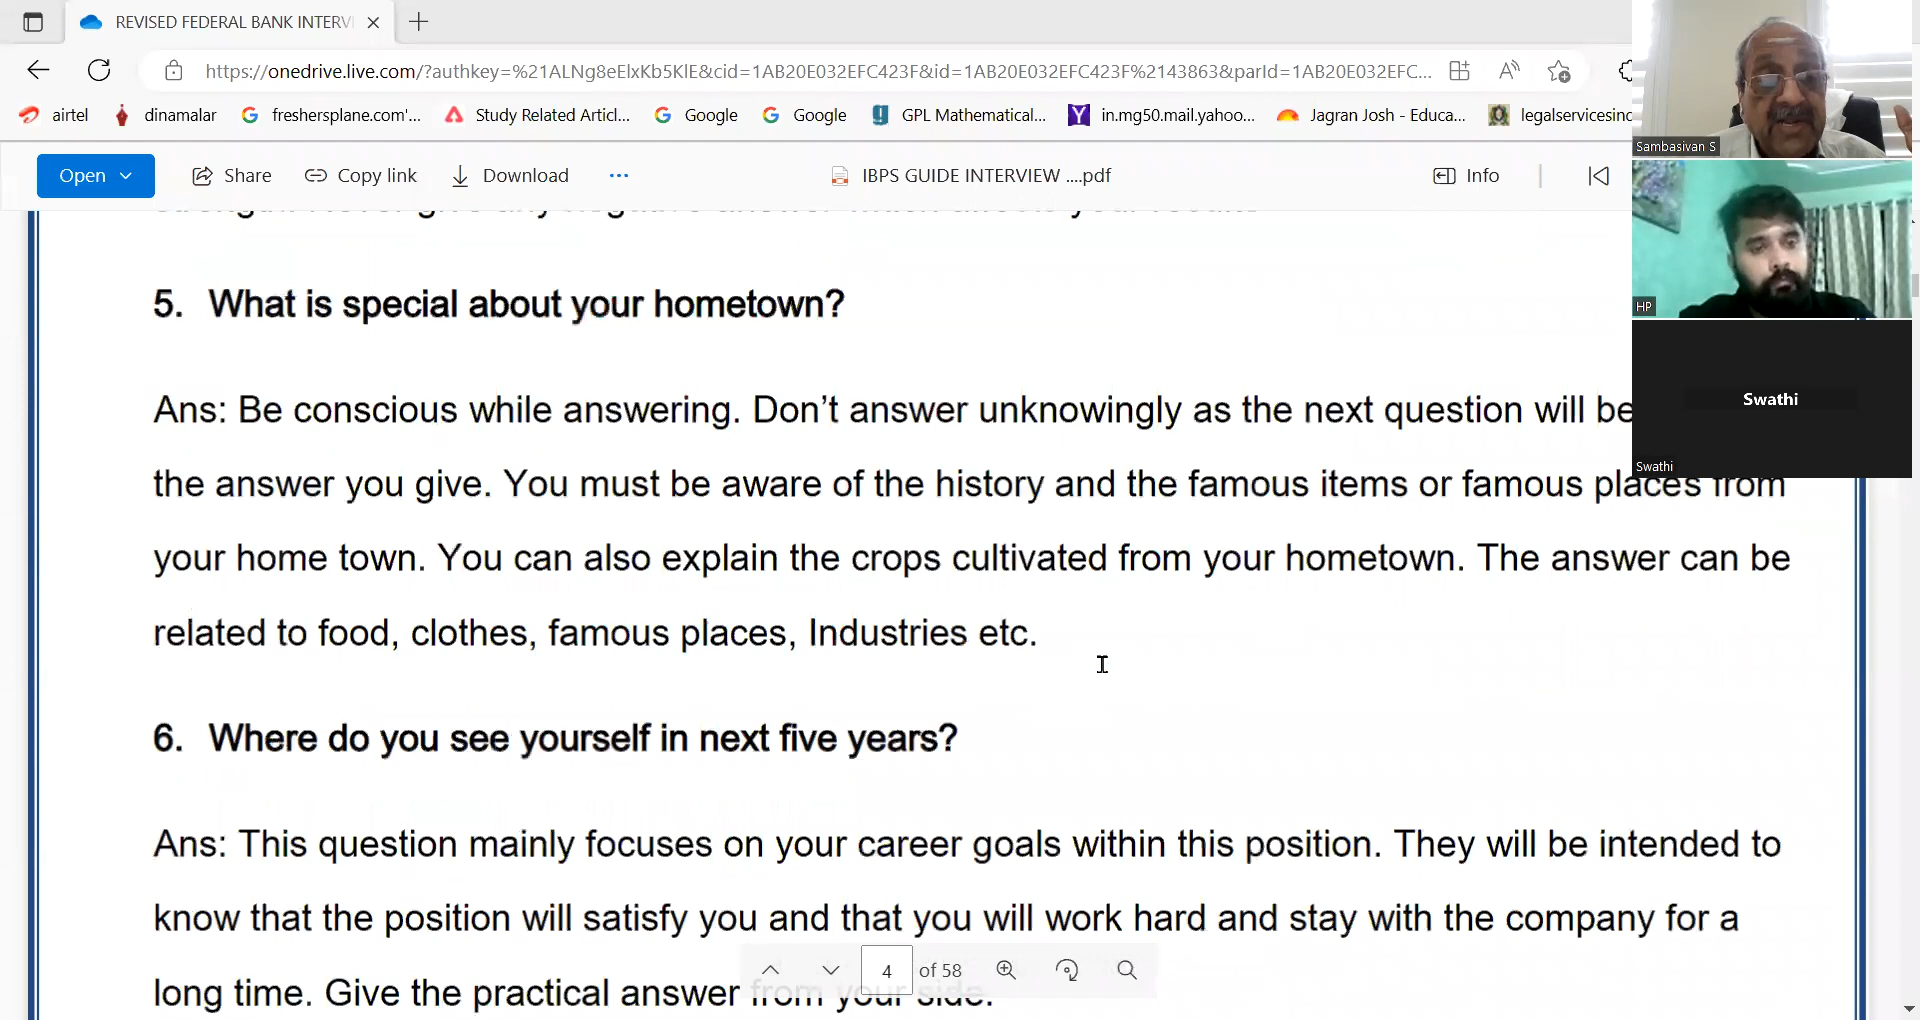 REVISED FEDERAL BANK INTERV
https://onedrive.live.com/?authkey=%21ALNg8eElxKb5KlE&cid=1AB20E032EFC423F&id=1AB20E032EFC423F%2143863&parId=1AB20E032EFC...
airtel dinamalar freshersplane.com'... Study Related Articl... Google Google GPL Mathematical... in.mg50.mail.yahoo... Jagran Josh - Educa... legalservicesinc
Open Share Copy link Download ... IBPS GUIDE INTERVIEW ....pdf Info
5. What is special about your hometown?
Ans: Be conscious while answering. Don't answer unknowingly as the next question will be
the answer you give. You must be aware of the history and the famous items or famous places from
your home town. You can also explain the crops cultivated from your hometown. The answer can be
related to food, clothes, famous places, Industries etc.
6. Where do you see yourself in next five years?
Ans: This question mainly focuses on your career goals within this position. They will be intended to
know that the position will satisfy you and that you will work hard and stay with the company for a
long time. Give the practical answer from your side.
4 of 58
Sambasivan S
HP
Swathi
Swathi